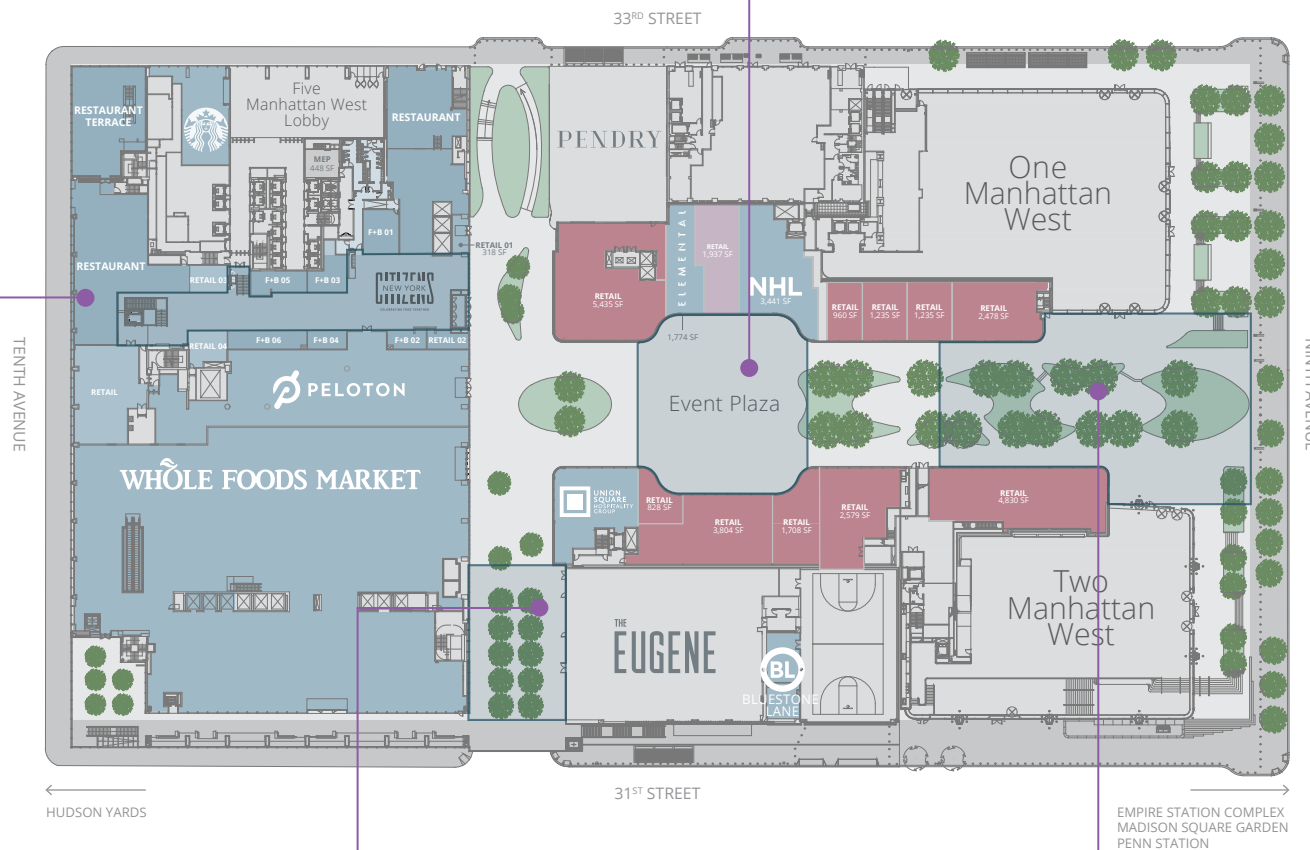 33RD STREET
RESTAURANT
TERRACE
Five
Manhattan West
Lobby
RESTAURANT
MEP
448 SF
PENDRY
One
Manhattan
West
F+B 01
RETAIL 01
318 SF
RESTAURANT
RETAIL 03
F+B 05
F+B 03
CITIZENS
NEW YORK
RETAIL
5,435 SF
ELEMENTAL
RETAIL
1,937 SF
NHL
3,441 SF
RETAIL
960 SF
RETAIL
1,235 SF
RETAIL
1,235 SF
RETAIL
2,478 SF
1,774 SF
RETAIL 04
F+B 06
F+B 04
F+B 02
RETAIL 02
TENTH AVENUE
NINTH AVENUE
RETAIL
PELOTON
Event Plaza
WHOLE FOODS MARKET
UNION
SQUARE
HOSPITALITY
GROUP
RETAIL
828 SF
RETAIL
3,804 SF
RETAIL
1,708 SF
RETAIL
2,579 SF
RETAIL
4,830 SF
Two
Manhattan
West
THE
EUGENE
BL
BLUESTONE
LANE
31ST STREET
HUDSON YARDS
EMPIRE STATION COMPLEX
MADISON SQUARE GARDEN
PENN STATION